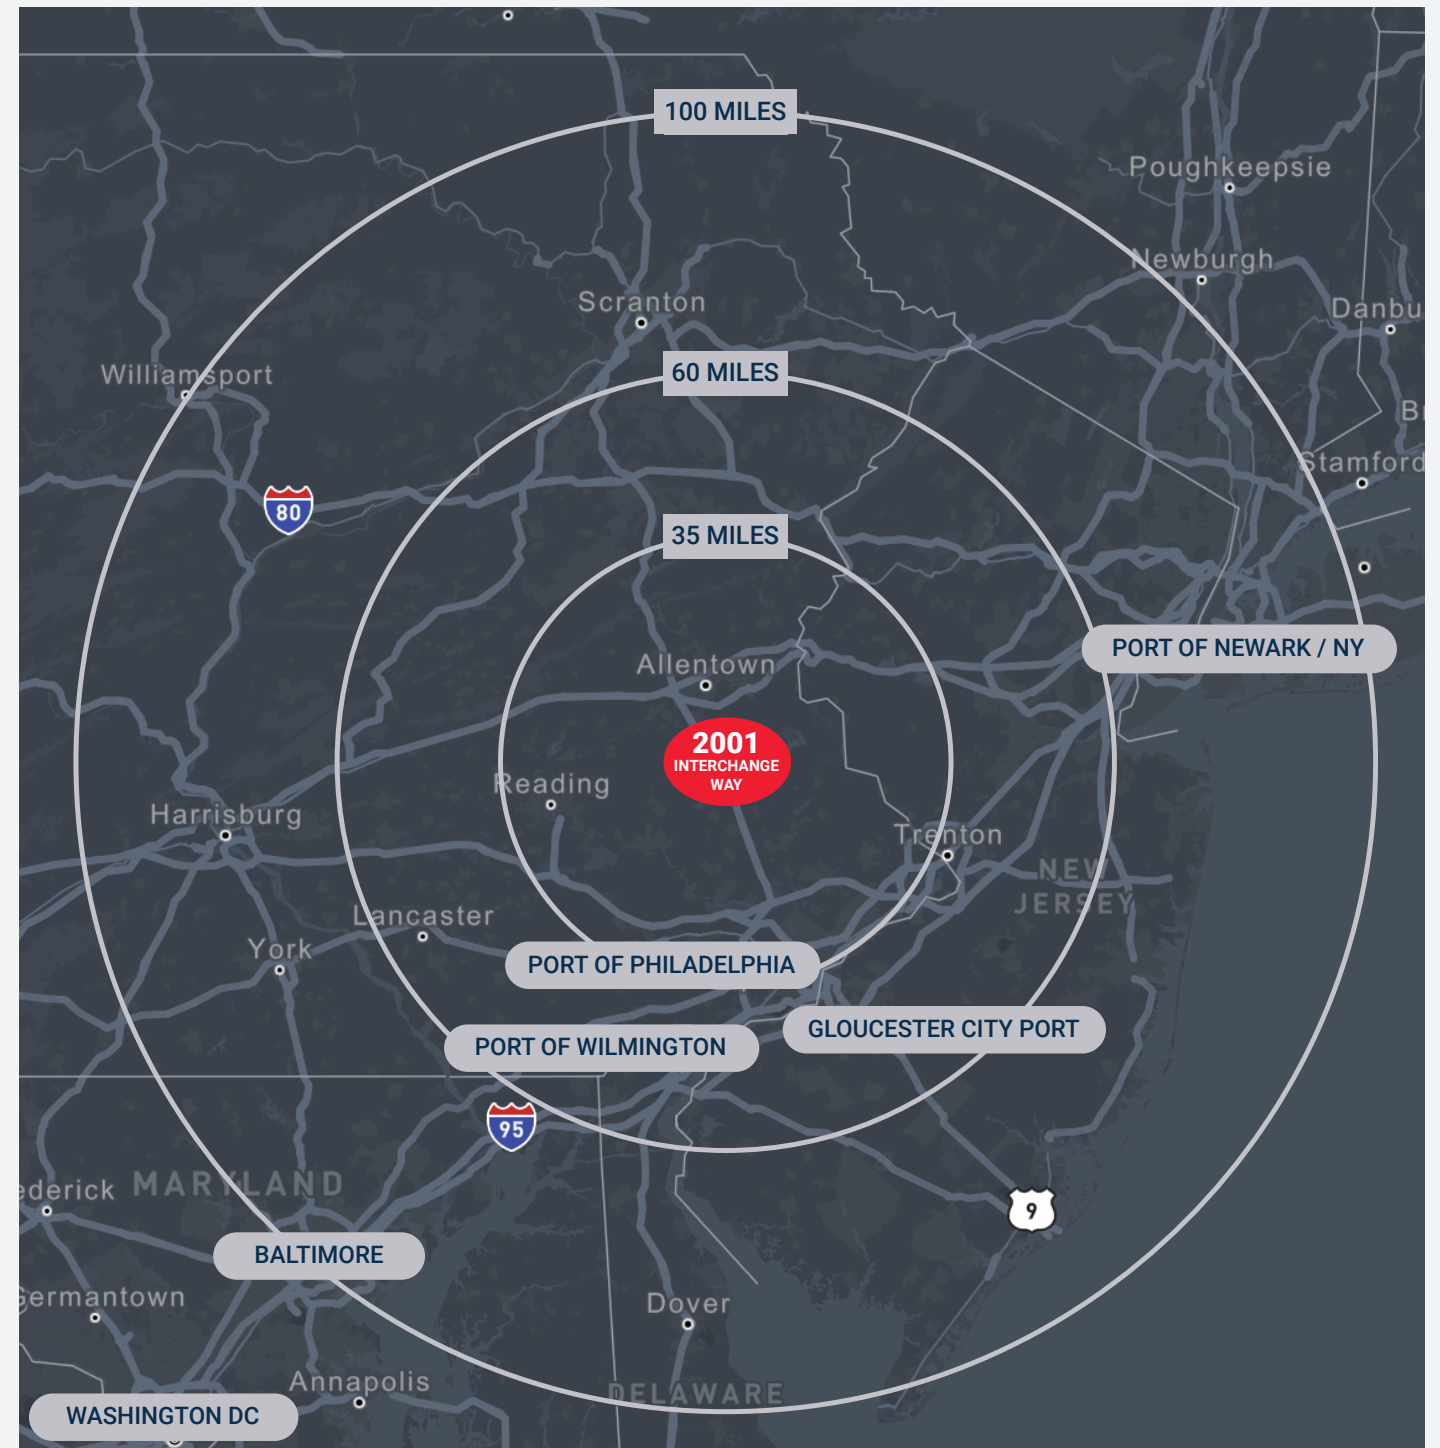 100 MILES
Poughkeepsie
Newburgh
Scranton
Danbu
60 MILES
Williamsport
B
Stamford
80
35 MILES
PORT OF NEWARK / NY
Allentown
2001
INTERCHANGE
WAY
Reading
Harrisburg
Trenton
NEW
JERSEY
Lancaster
York
PORT OF PHILADELPHIA
GLOUCESTER CITY PORT
PORT OF WILMINGTON
95
MARYLAND
ederick
9
BALTIMORE
Germantown
Dover
Annapolis
DELAWARE
WASHINGTON DC